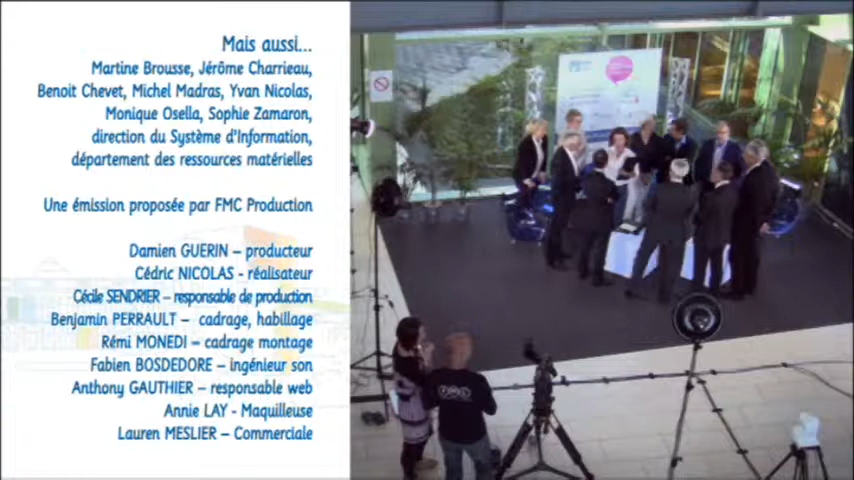 Mais aussi...
Martine Brousse, Jérôme Charrieau,
Benoit Chevet, Michel Madras, Yvan Nicolas,
Monique Osella, Sophie Zamaron,
direction du Système d'Information,
département des ressources matérielles
Une émission proposée par FMC Production
Damien GUERIN – producteur
Cédric NICOLAS - réalisateur
Cécile SENDRIER – responsable de production
Benjamin PERRAULT – cadrage, habillage
Rémi MONEDI – cadrage montage
Fabien BOSDEDORE – ingénieur son
Anthony GAUTHIER – responsable web
Annie LAY - Maquilleuse
Lauren MESLIER – Commerciale